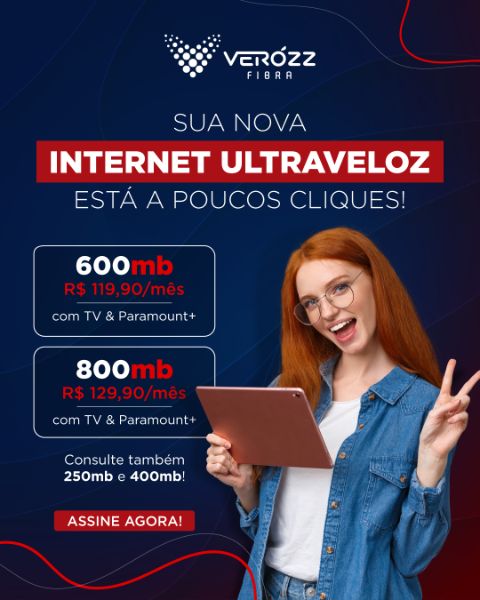 VERÓZZ
FIBRA
SUA NOVA
INTERNET ULTRAVELOZ
ESTÁ A POUCOS CLIQUES!
600mb
R$ 119,90/mês
com TV & Paramount+
800mb
R$ 129,90/mês
com TV & Paramount+
Consulte também
250mb e 400mb!
ASSINE AGORA!